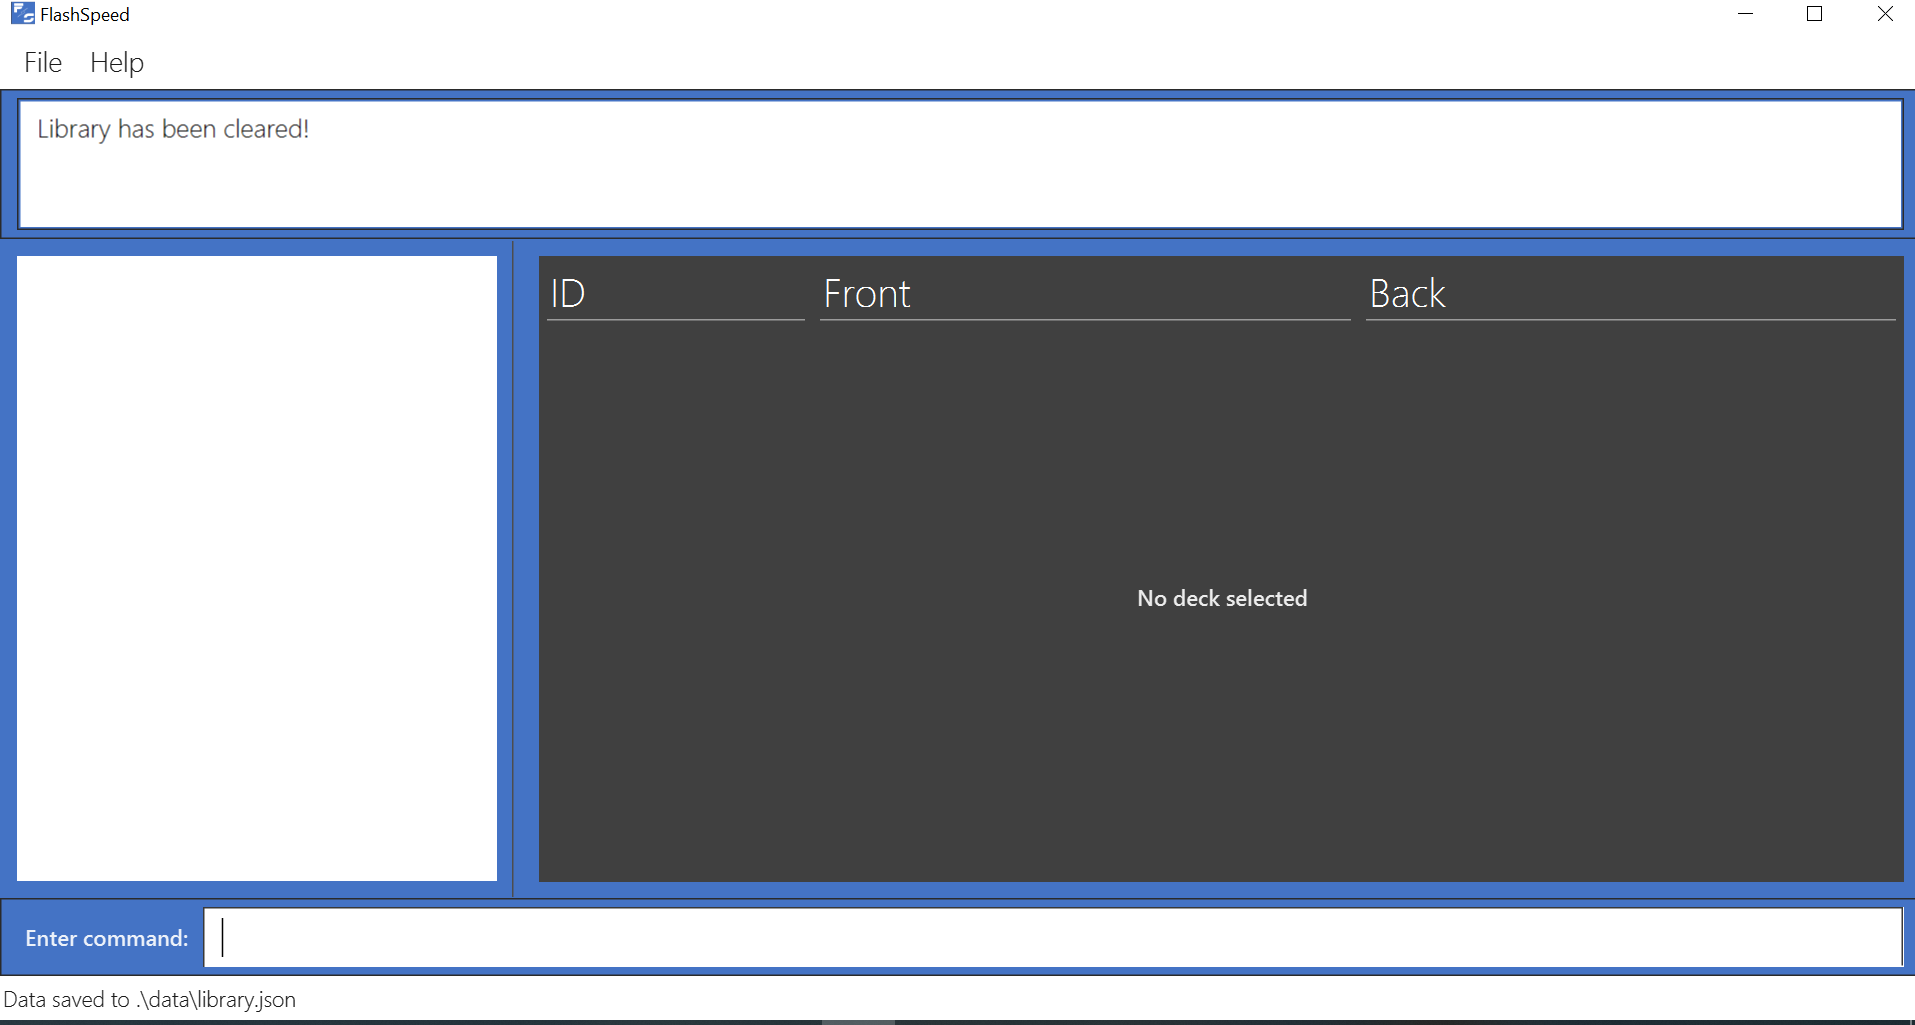 FlashSpeed
File Help
Library has been cleared!
ID Front Back
No deck selected
Enter command:
Data saved to .\data\library.json